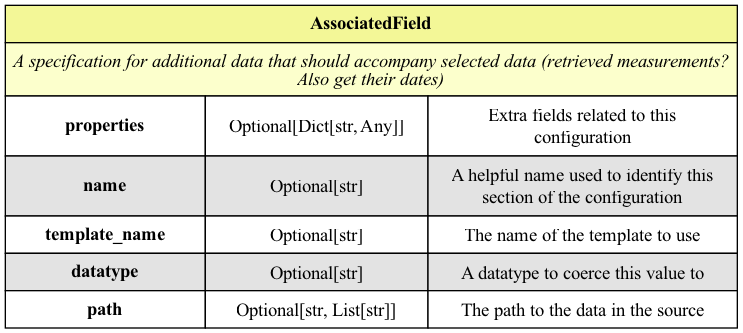 AssociatedField
A specification for additional data that should accompany selected data (retrieved measurements?
Also get their dates)
properties
Optional[Dict[str, Any]]
Extra fields related to this
configuration
name
Optional[str]
A helpful name used to identify this
section of the configuration
template_name
Optional[str]
The name of the template to use
datatype
Optional[str]
A datatype to coerce this value to
path
Optional[str, List[str]]
The path to the data in the source